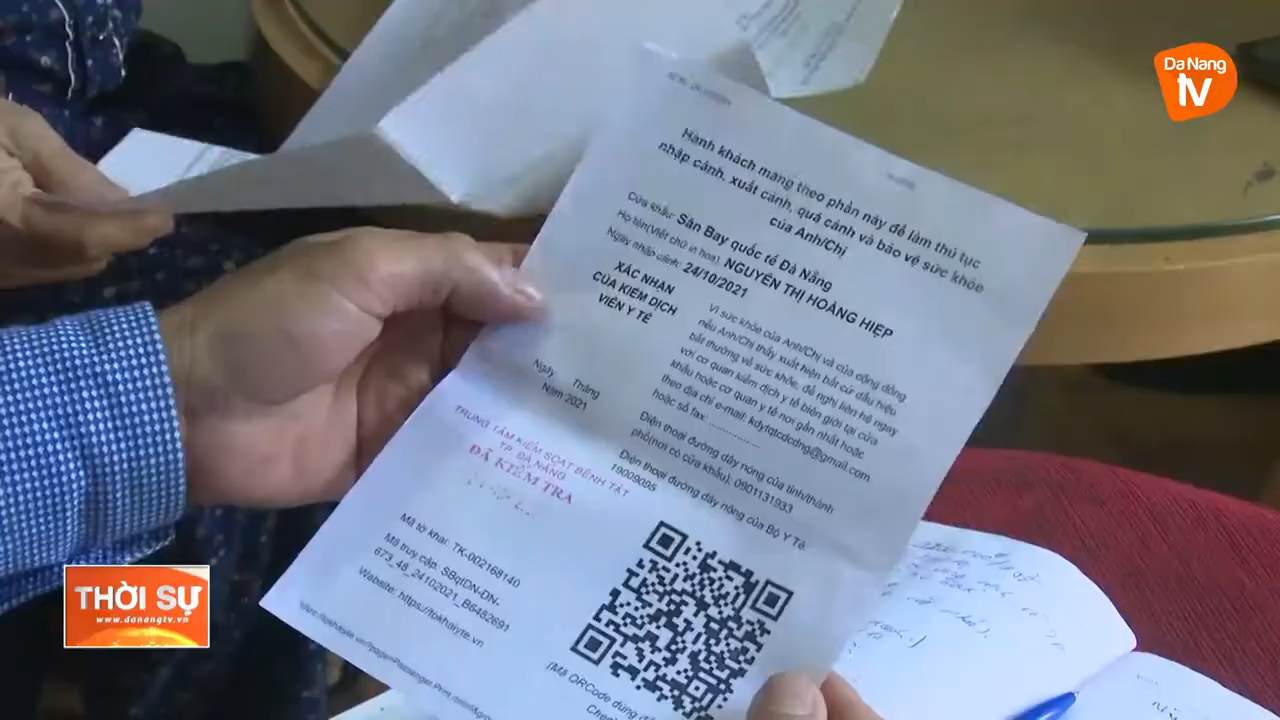 Da Nang
TV
Hành khách mang theo phần này để làm thủ tục
nhập cảnh, xuất cảnh, quá cảnh và bảo vệ sức khỏe
của Anh/Chị
Cửa khẩu: Sân Bay quốc tế Đà Nẵng
Họ tên(Viết chữ in hoa): NGUYỄN THỊ HOÀNG HIỆP
Ngày nhập cảnh: 24/10/2021
XÁC NHẬN
CỦA KIỂM DỊCH
VIÊN Y TẾ
Ngày Tháng
Năm 2021
Vì sức khỏe của Anh/Chị và của cộng đồng
nếu Anh/Chị thấy xuất hiện bất cứ dấu hiệu
bất thường về sức khỏe, đề nghị liên hệ ngay
với cơ quan kiểm dịch y tế biên giới tại cửa
khẩu hoặc cơ quan y tế nơi gần nhất hoặc
theo địa chỉ e-mail: kdytqtcdcdng@gmail.com
hoặc số fax: ..................
Điện thoại đường dây nóng của tỉnh/thành
phố(nơi có cửa khẩu): 0901131933
Điện thoại đường dây nóng của Bộ Y Tế:
19009095
TRUNG TÂM KIỂM SOÁT BỆNH TẬT
TP. ĐÀ NẴNG
ĐÃ KIỂM TRA
Mã tờ khai: TK-002168140
Mã truy cập: SBqtDN-DN-
673_48_24102021_B6482691
Website: https://tokhaiyte.vn
(Mã QRCode dùng
THỜI SỰ
www.danangtv.vn